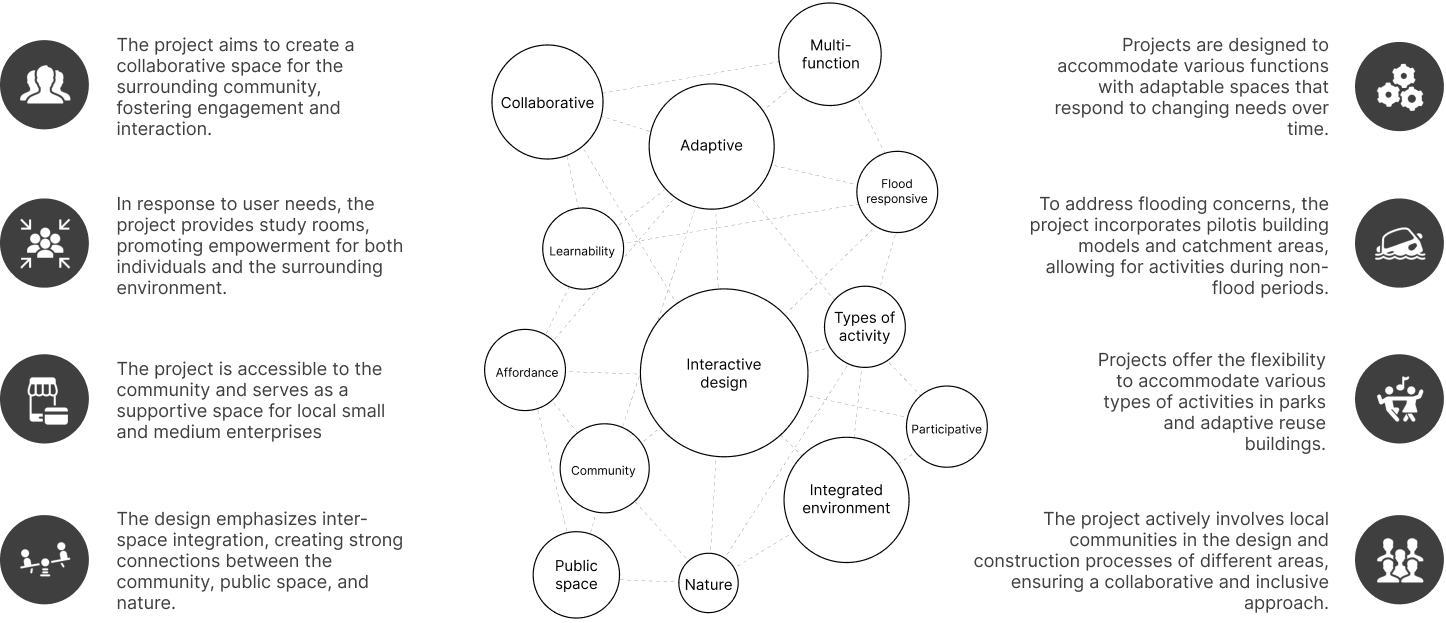 The project aims to create a
collaborative space for the
surrounding community,
fostering engagement and
interaction.
In response to user needs, the
project provides study rooms,
promoting empowerment for both
individuals and the surrounding
environment.
The project is accessible to the
community and serves as a
supportive space for local small
and medium enterprises
The design emphasizes inter-
space integration, creating strong
connections between the
community, public space, and
nature.
Multi-
function
Collaborative
Adaptive
Flood
responsive
Learnability
Types of
activity
Interactive
design
Affordance
Participative
Community
Integrated
environment
Public
space
Nature
Projects are designed to
accommodate various functions
with adaptable spaces that
respond to changing needs over
time.
To address flooding concerns, the
project incorporates pilotis building
models and catchment areas,
allowing for activities during non-
flood periods.
Projects offer the flexibility
to accommodate various
types of activities in parks
and adaptive reuse
buildings.
The project actively involves local
communities in the design and
construction processes of different areas,
ensuring a collaborative and inclusive
approach.